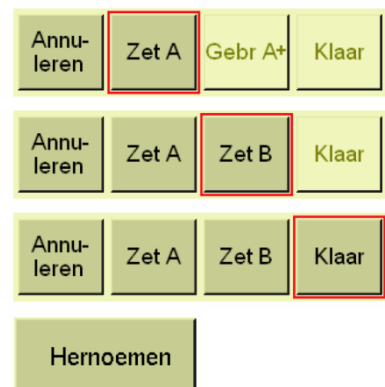 Annu-
leren Zet A Gebr A+ Klaar
Annu-
leren Zet A Zet B Klaar
Annu-
leren Zet A Zet B Klaar
Hernoemen